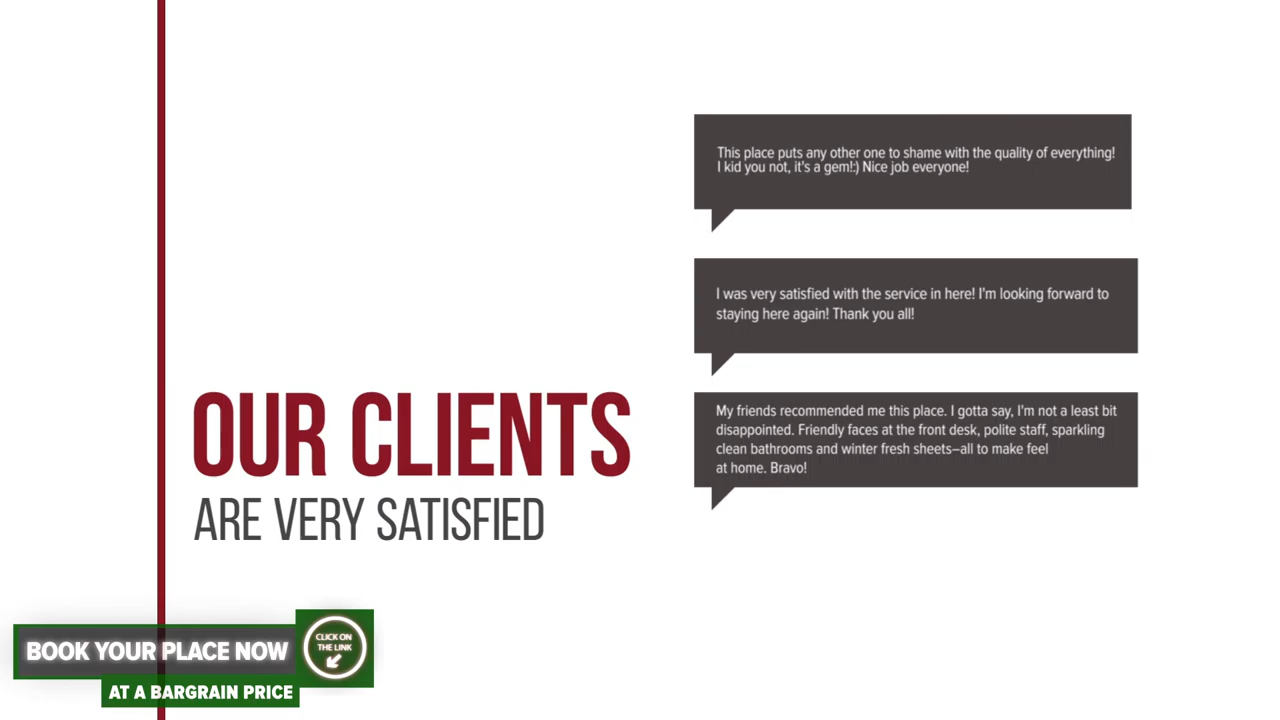 This place puts any other one to shame with the quality of everything!
I kid you not, it's a gem!:) Nice job everyone!
I was very satisfied with the service in here! I'm looking forward to
staying here again! Thank you all!
My friends recommended me this place. I gotta say, I'm not a least bit
disappointed. Friendly faces at the front desk, polite staff, sparkling
clean bathrooms and winter fresh sheets–all to make feel
at home. Bravo!
OUR CLIENTS
ARE VERY SATISFIED
BOOK YOUR PLACE NOW
CLICK ON
THE LINK
AT A BARGRAIN PRICE